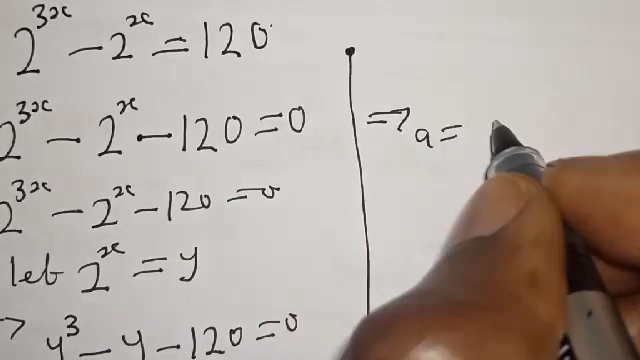 2^{3x} - 2^x = 120
2^{3x} - 2^x - 120 = 0
2^{3x} - 2^x - 120 = 0
let 2^x = y
=> y^3 - y - 120 = 0
=> a =